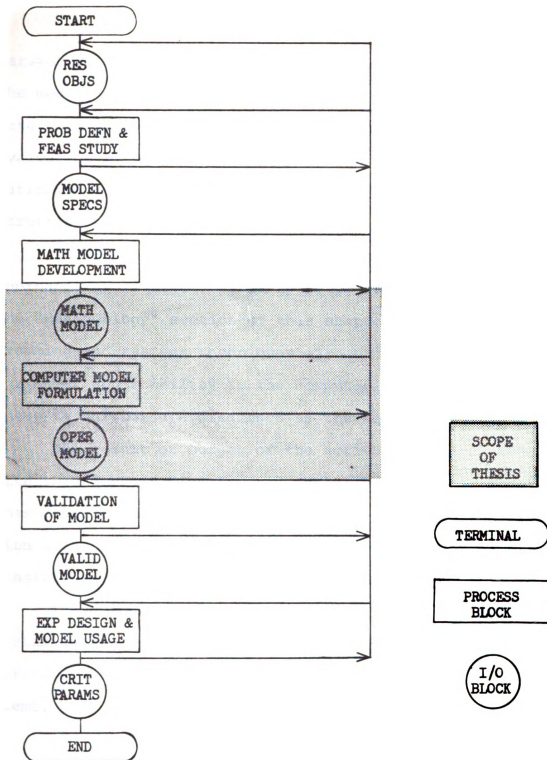 START
RES
OBJS
PROB DEFN &
FEAS STUDY
MODEL
SPECS
MATH MODEL
DEVELOPMENT
MATH
MODEL
COMPUTER MODEL
FORMULATION
OPER
MODEL
VALIDATION
OF MODEL
VALID
MODEL
EXP DESIGN &
MODEL USAGE
CRIT
PARAMS
END
SCOPE
OF
THESIS
TERMINAL
PROCESS
BLOCK
I/O
BLOCK